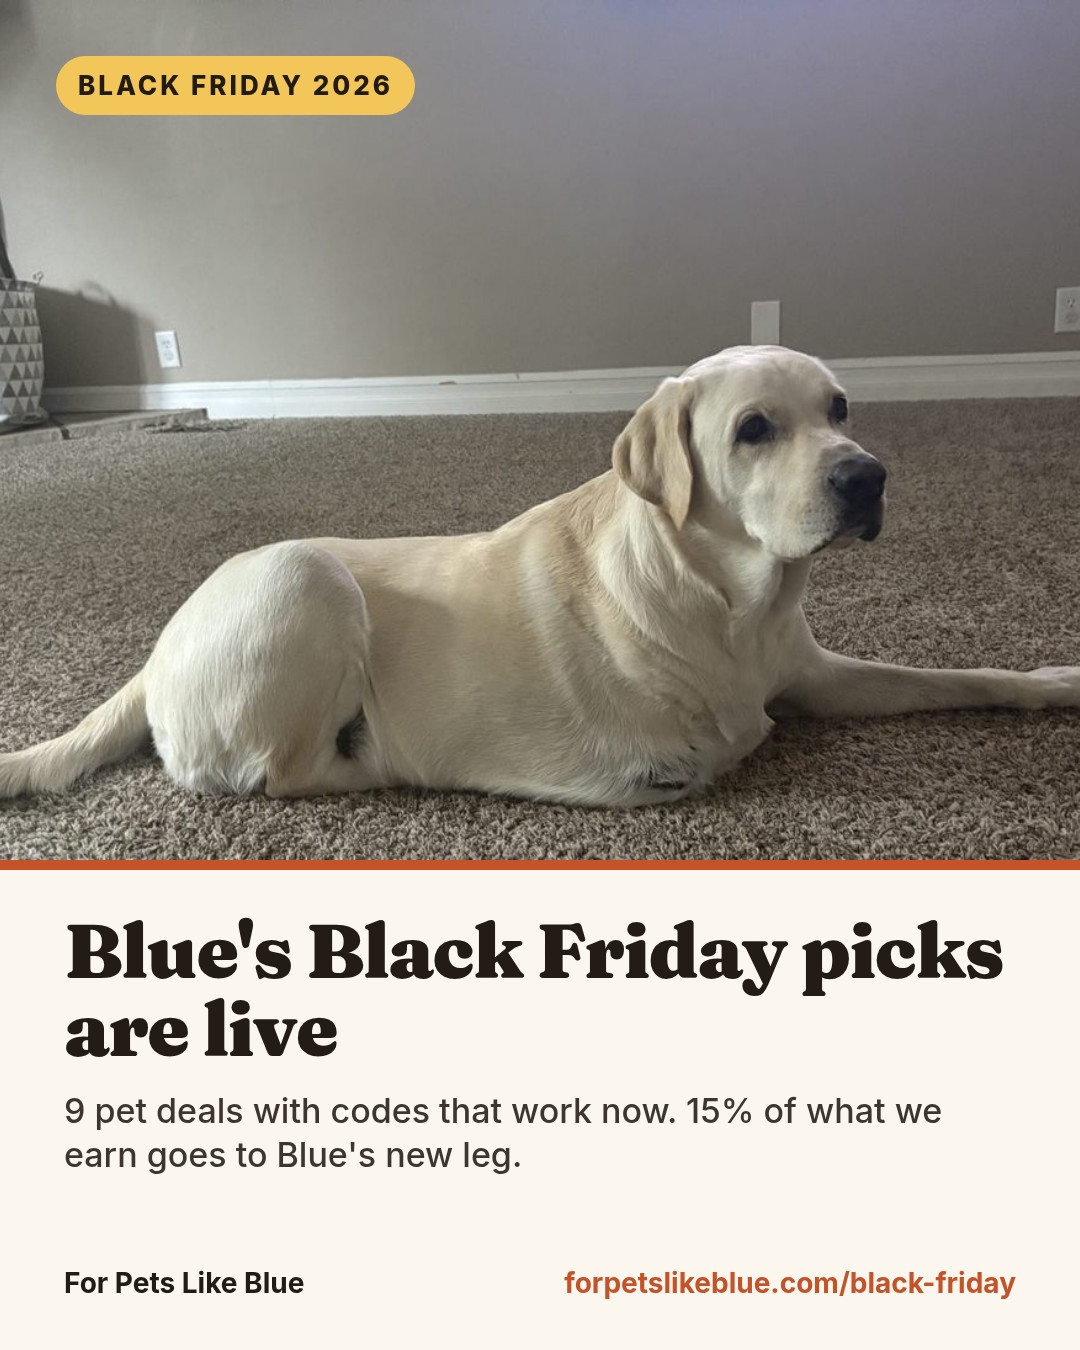 BLACK FRIDAY 2026
Blue's Black Friday picks
are live
9 pet deals with codes that work now. 15% of what we
earn goes to Blue's new leg.
For Pets Like Blue
forpetslikeblue.com/black-friday